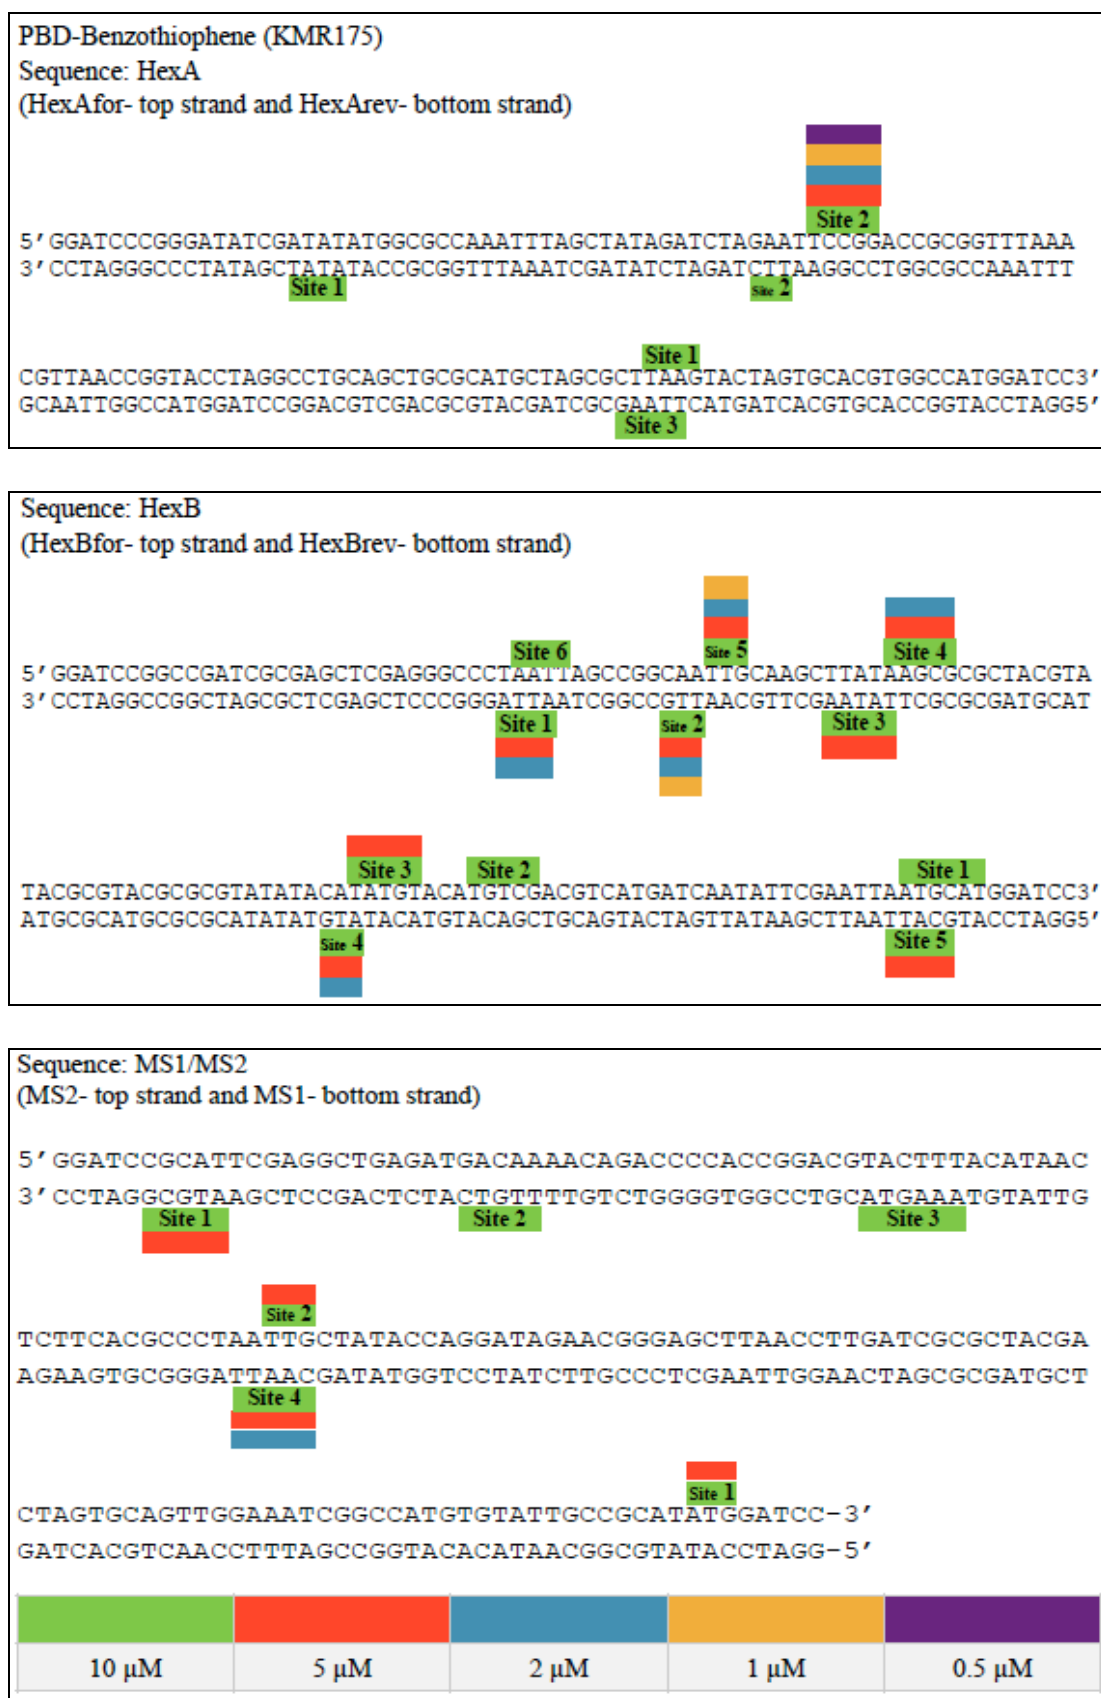 PBD-Benzothiophene (KMR175)
Sequence: HexA
(HexAfor- top strand and HexArev- bottom strand)
Site 2
5’GGATCCCGGGATATCGATATATGGCGCCAAATTTAGCTATAGATCTAGAATTCCGGACCGCGGTTTAAA
3’CCTAGGGCCCTATAGCTATATACCGCGGTTTAAATCGATATCTAGATCTTAAGGCCTGGCGCCAAATTT
Site 1 Site 2
Site 1
CGTTAACCGGTACCTAGGCCTGCAGCTGCGCATGCTAGCGCTTAAGTACTAGTGCACGTGGCCATGGATCC3’
GCAATTGGCCATGGATCCGGACGTCGACGCGTACGATCGCGAATTCATGATCACGTGCACCGGTACCTAGG5’
Site 3
Sequence: HexB
(HexBfor- top strand and HexBrev- bottom strand)
Site 6 Site 5 Site 4
5’GGATCCGGCCGATCGCGAGCTCGAGGGCCCTAATTAGCCGGCAATTGCAAGCTTATAAGCGCGCTACGTA
3’CCTAGGCCGGCTAGCGCTCGAGCTCCCGGGATTAATCGGCCGTTAACGTTCGAATATTCGCGCGATGCAT
Site 1 Site 2 Site 3
Site 3 Site 2 Site 1
TACGCGTACGCGCGTATATACATATGTACATGTCGACGTCATGATCAATATTCGAATTAATGCATGGATCC3’
ATGCGCATGCGCGCATATATGTATACATGTACAGCTGCAGTACTAGTTATAAGCTTAATTACGTACCTAGG5’
Site 4 Site 5
Sequence: MS1/MS2
(MS2- top strand and MS1- bottom strand)
5’GGATCCGCATTCGAGGCTGAGATGACAAAACAGACCCCACCGGACGTACTTTACATAAC
3’CCTAGGCGTAAGCTCCGACTCTACTGTTTTGTCTGGGGTGGCCTGCATGAAATGTATTG
Site 1 Site 2 Site 3
Site 2
TCTTCACGCCCTAATTGCTATACCAGGATAGAACGGGAGCTTAACCTTGATCGCGCTACGA
AGAAGTGCGGGATTAACGATATGGTCCTATCTTGCCCTCGAATTGGAACTAGCGCGATGCT
Site 4
Site 1
CTAGTGCAGTTGGAAATCGGCCATGTGTATTGCCGCATATGGATCC-3’
GATCACGTCAACCTTTAGCCGGTACACATAACGGCGTATACCTAGG-5’
10 µM 5 µM 2 µM 1 µM 0.5 µM